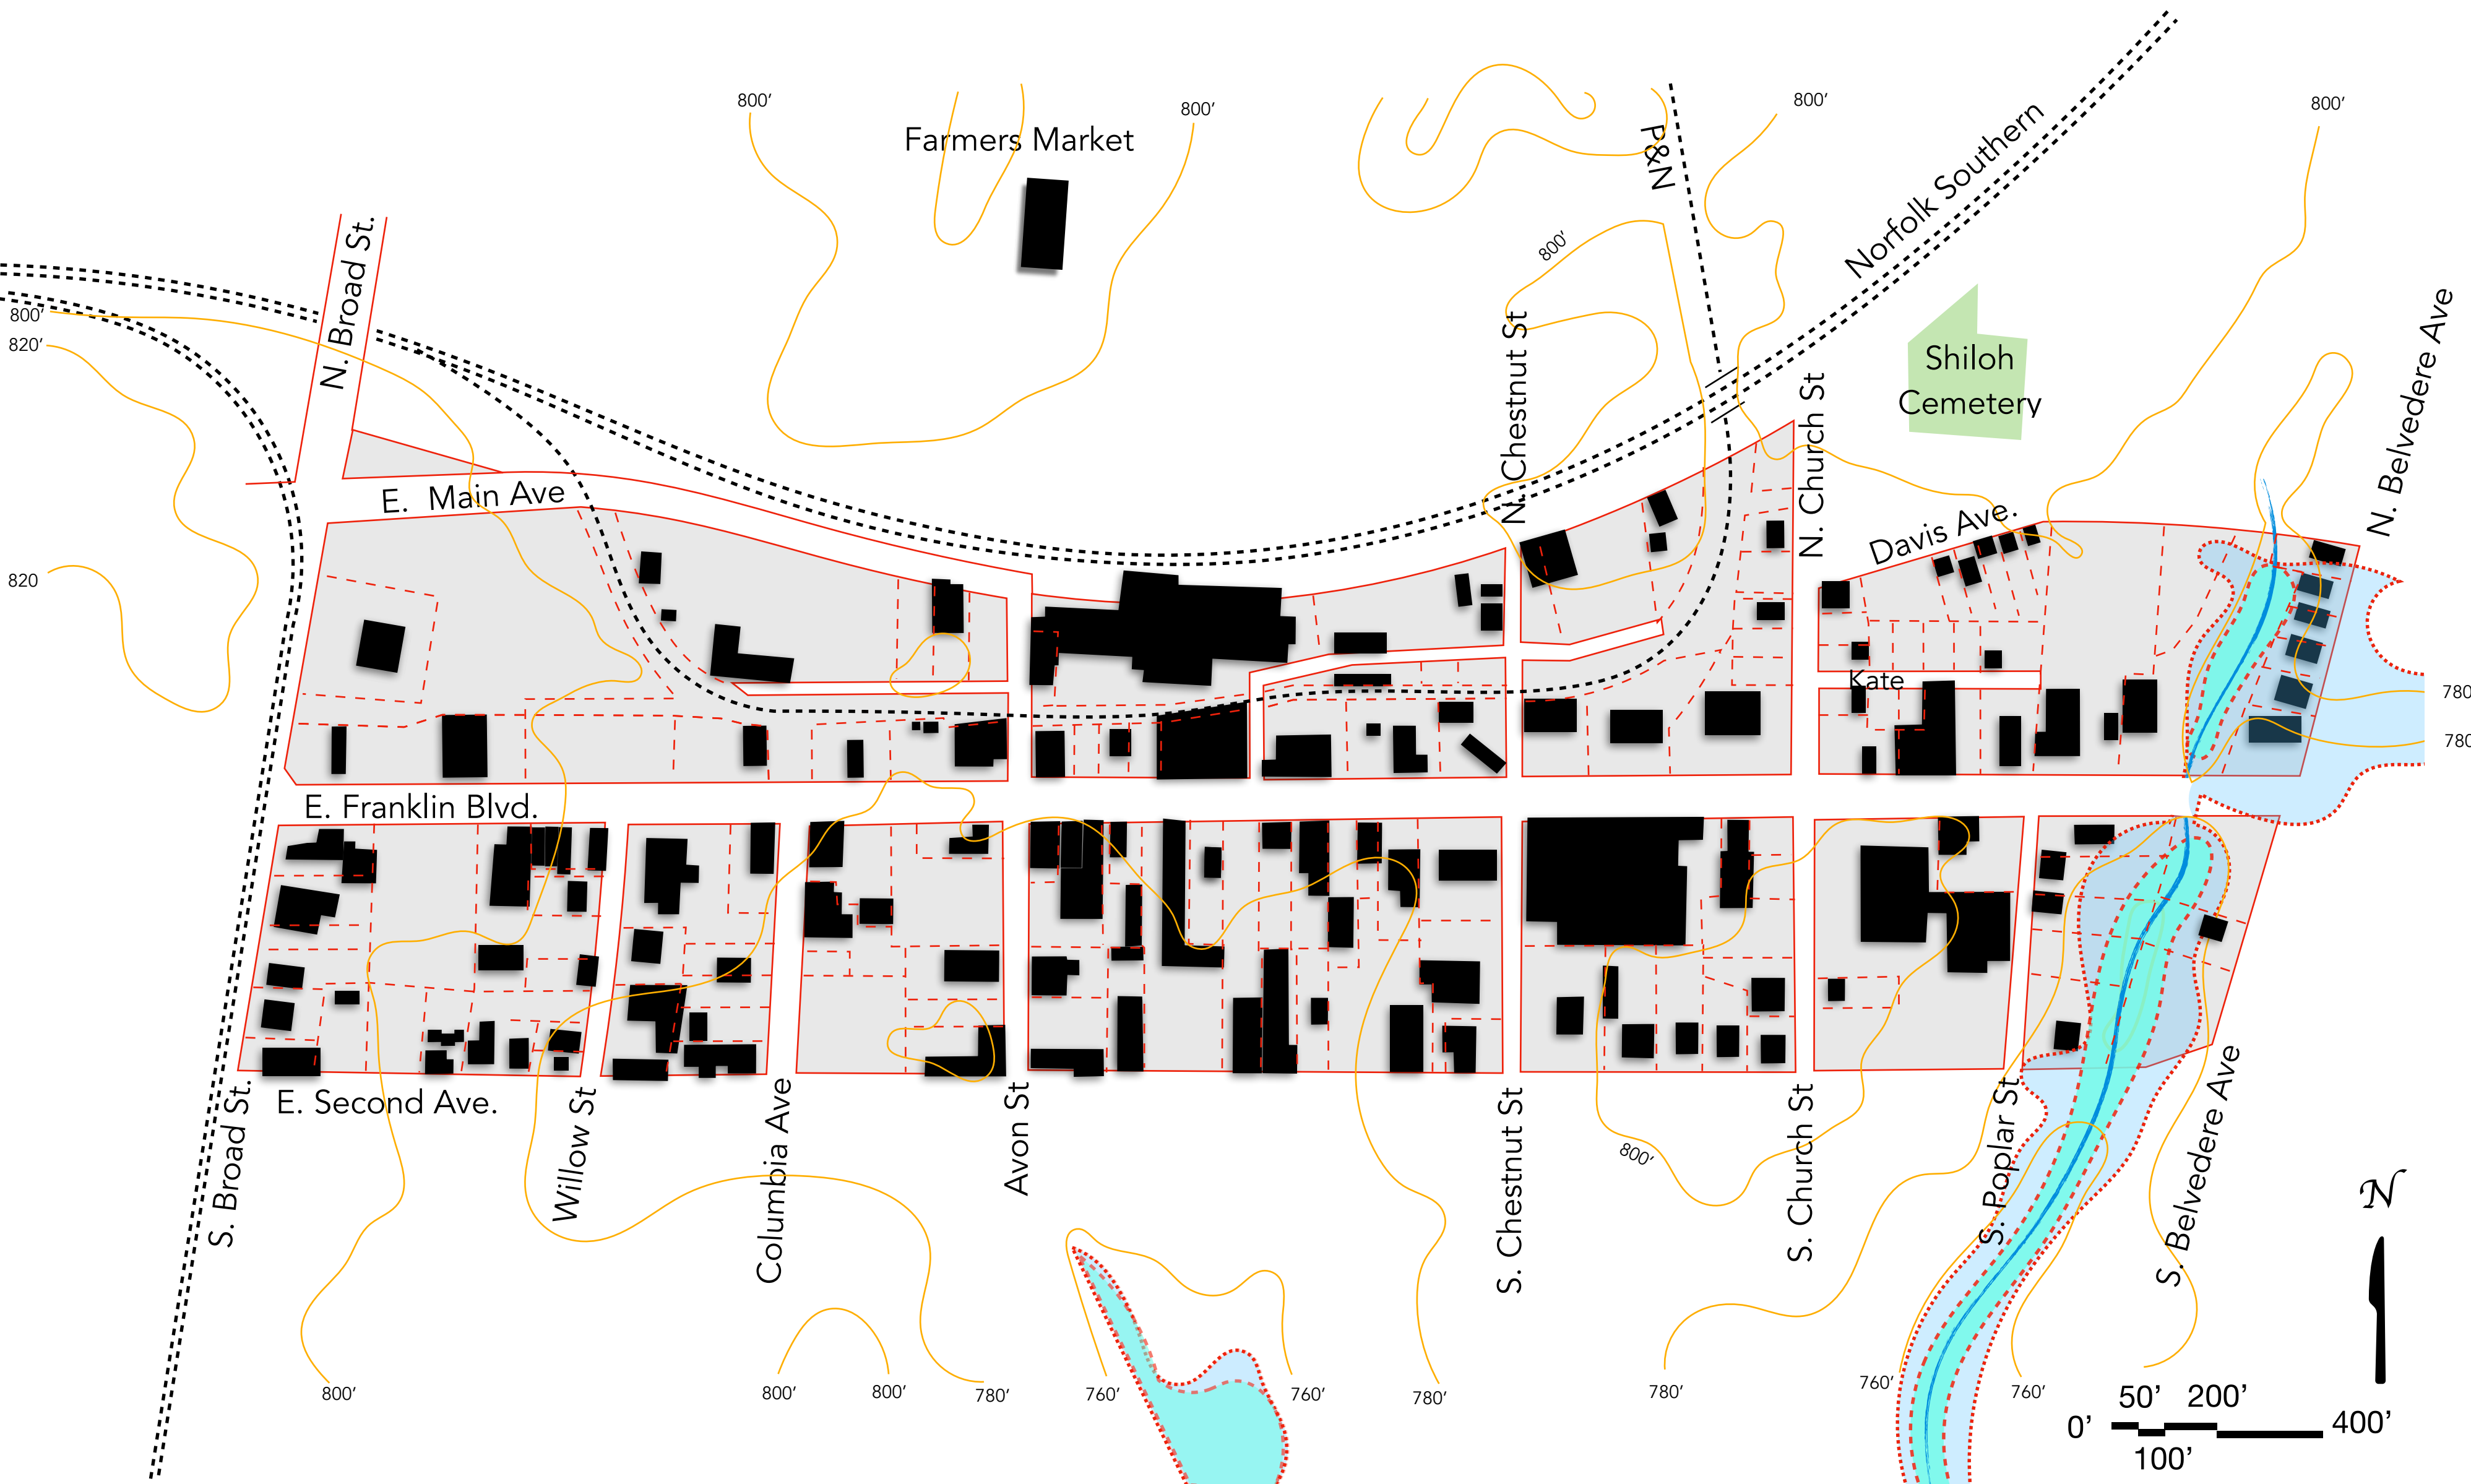 800’
800’
800’
800’
Farmers Market
P&N
Norfolk Southern
N. Broad St.
800’
800’
820’
N. Chestnut St
N. Church St
Shiloh
Cemetery
N. Belvedere Ave
E. Main Ave
Davis Ave.
820
Kate
780
780
E. Franklin Blvd.
E. Second Ave.
S. Broad St.
Willow St
Columbia Ave
Avon St
S. Chestnut St
800’
S. Church St
S. Poplar St
S. Belvedere Ave
N
800’
800’
800’
780’
760’
760’
780’
780’
760’
760’
50’
200’
0’
400’
100’